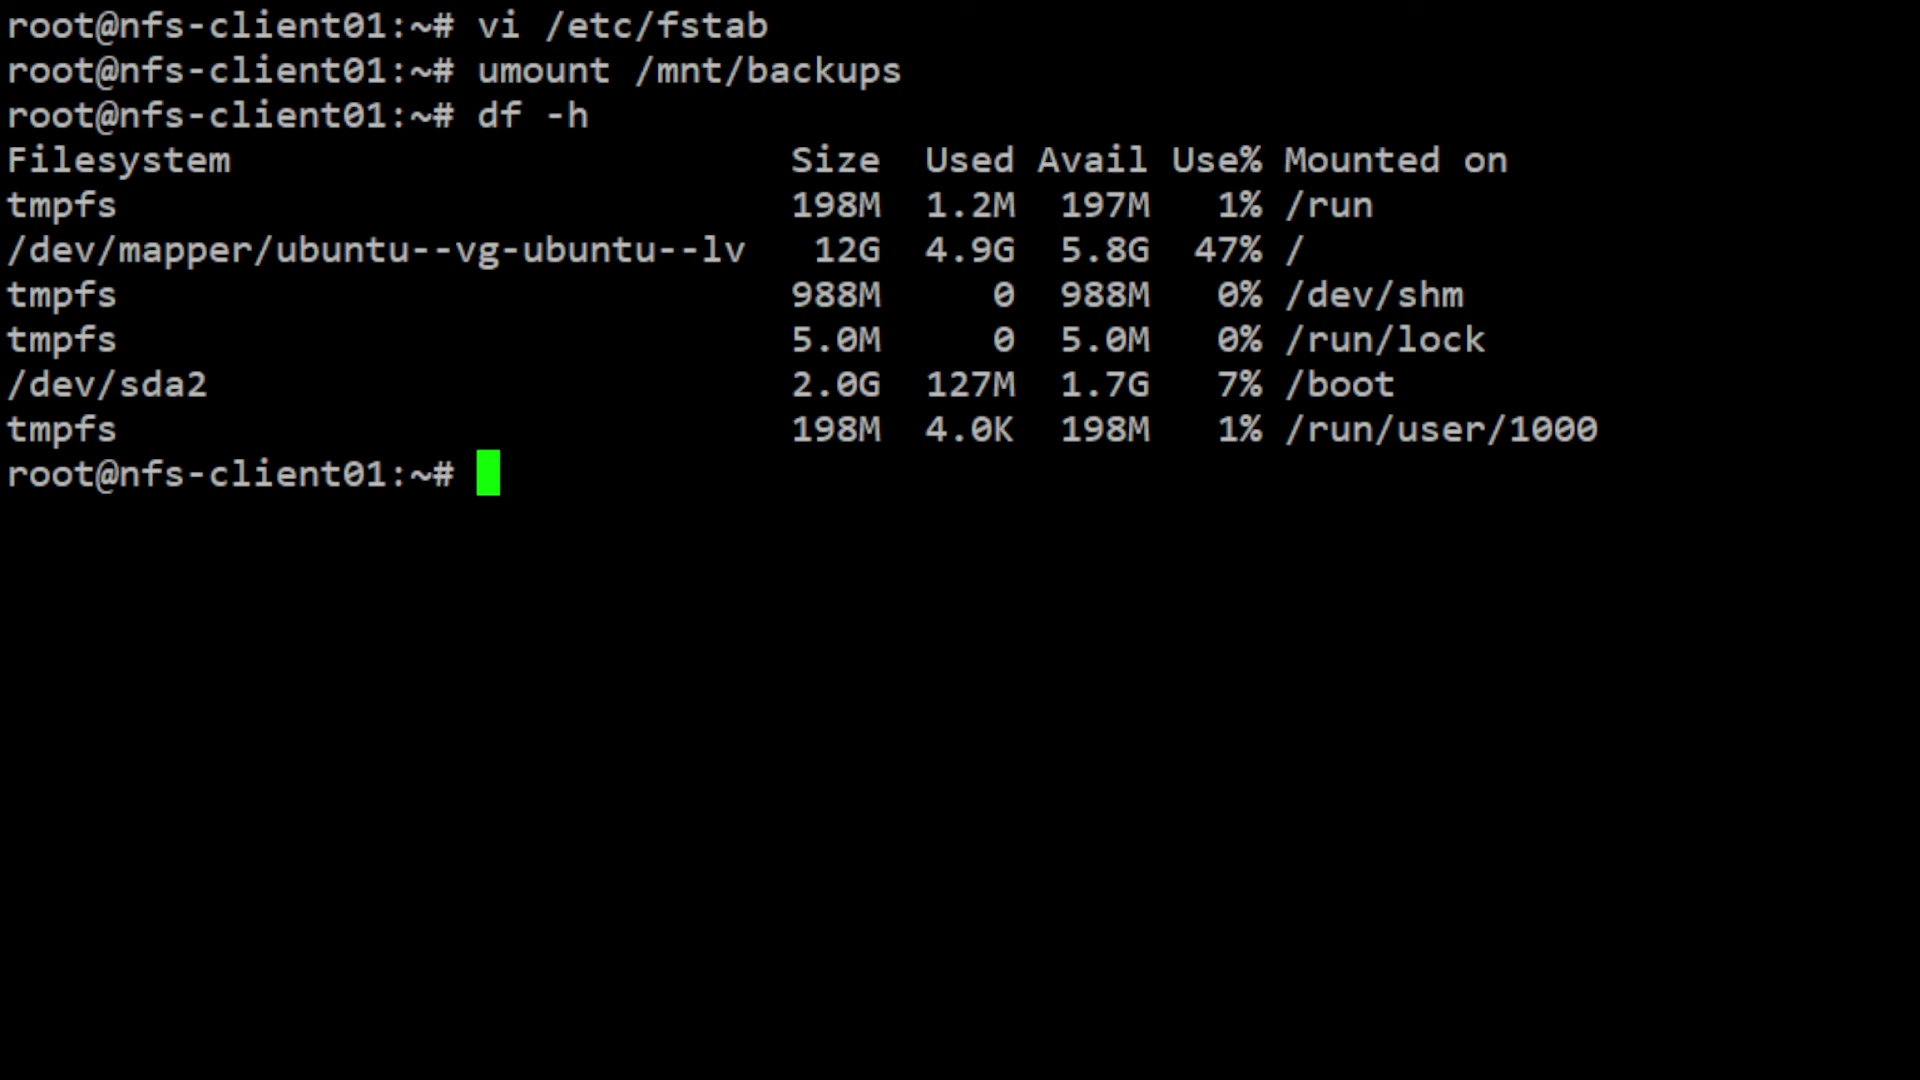 root@nfs-client01:~# vi /etc/fstab
root@nfs-client01:~# umount /mnt/backups
root@nfs-client01:~# df -h
Filesystem                         Size  Used Avail Use% Mounted on
tmpfs                              198M  1.2M  197M   1% /run
/dev/mapper/ubuntu--vg-ubuntu--lv   12G  4.9G  5.8G  47% /
tmpfs                              988M     0  988M   0% /dev/shm
tmpfs                              5.0M     0  5.0M   0% /run/lock
/dev/sda2                          2.0G  127M  1.7G   7% /boot
tmpfs                              198M  4.0K  198M   1% /run/user/1000
root@nfs-client01:~#